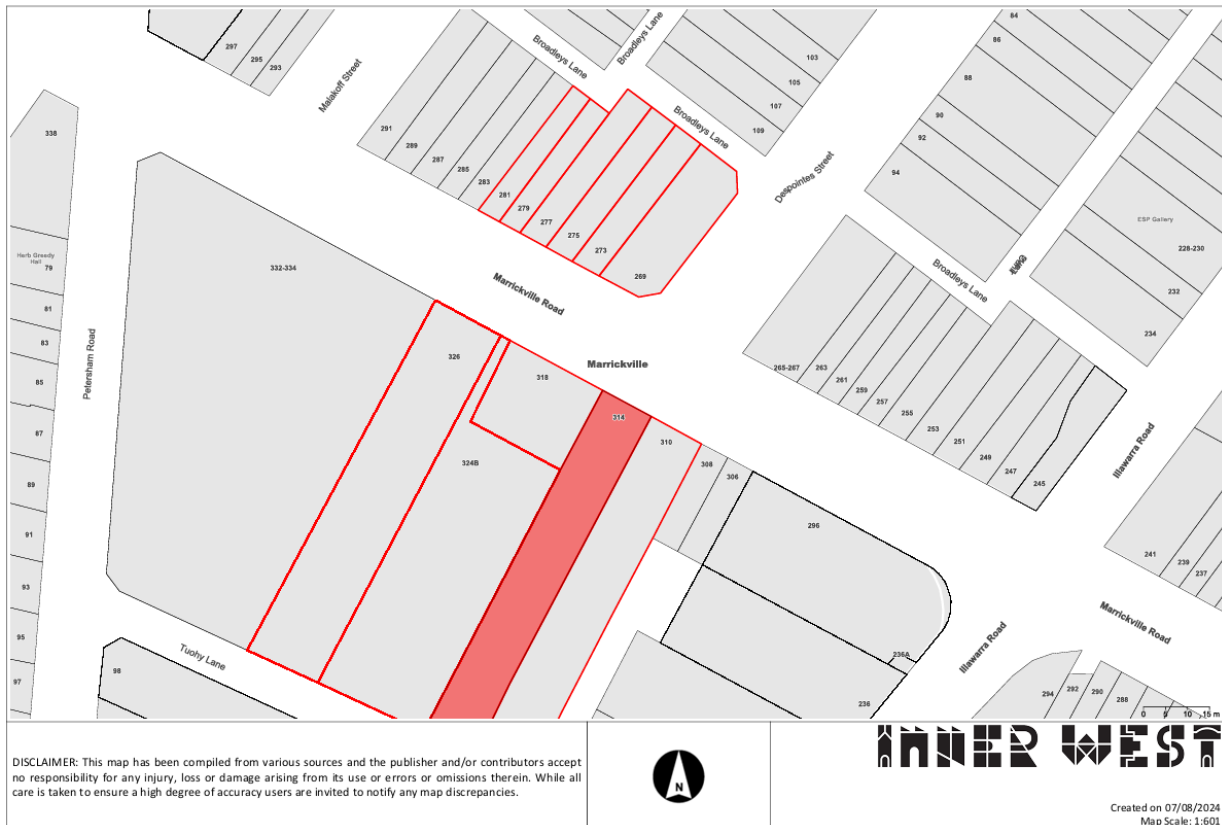 297
295
293
Malakoff Street
Broadleys Lane
Broadleys Lane
Broadleys Lane
103
105
107
109
84
86
88
90
92
94
ESP Gallery
228-230
232
234
338
Herb Greedy
Hall
79
81
83
85
87
89
91
93
95
97
Petersham Road
332-334
291
289
287
285
283
281
279
277
275
273
269
Despointes Street
Broadleys Lane
Marrickville Road
Marrickville
326
318
324B
314
310
308
306
296
265-267
263
261
259
257
255
253
251
249
247
245
Illawarra Road
241
239
237
Marrickville Road
Illawarra Road
236A
236
294
292
290
288
Tuohy Lane
98
0 5 10 15 m
DISCLAIMER: This map has been compiled from various sources and the publisher and/or contributors accept
no responsibility for any injury, loss or damage arising from its use or errors or omissions therein. While all
care is taken to ensure a high degree of accuracy users are invited to notify any map discrepancies.
N
INNER WEST
Created on 07/08/2024
Map Scale: 1:601